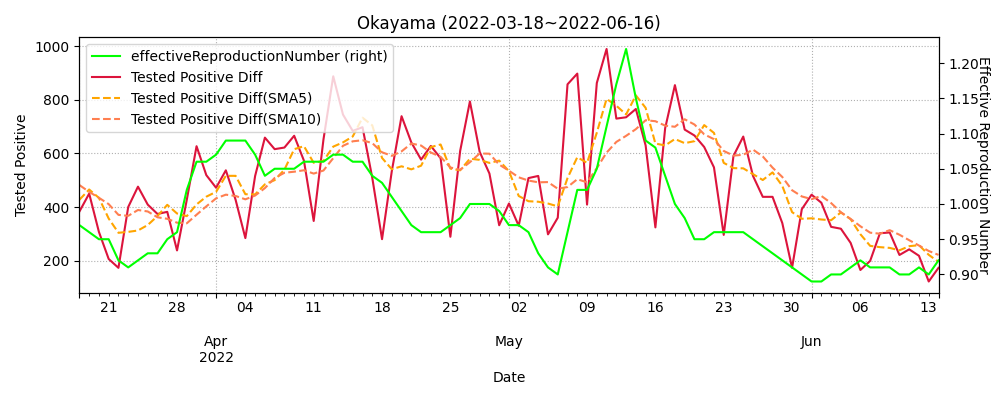 Okayama (2022-03-18~2022-06-16)
effectiveReproductionNumber (right)
Tested Positive Diff
Tested Positive Diff(SMA5)
Tested Positive Diff(SMA10)
Tested Positive
1000
800
600
400
200
Effective Reproduction Number
1.20
1.15
1.10
1.05
1.00
0.95
0.90
21 28 04 11 18 25 02 09 16 23 30 06 13
Apr May Jun
2022
Date